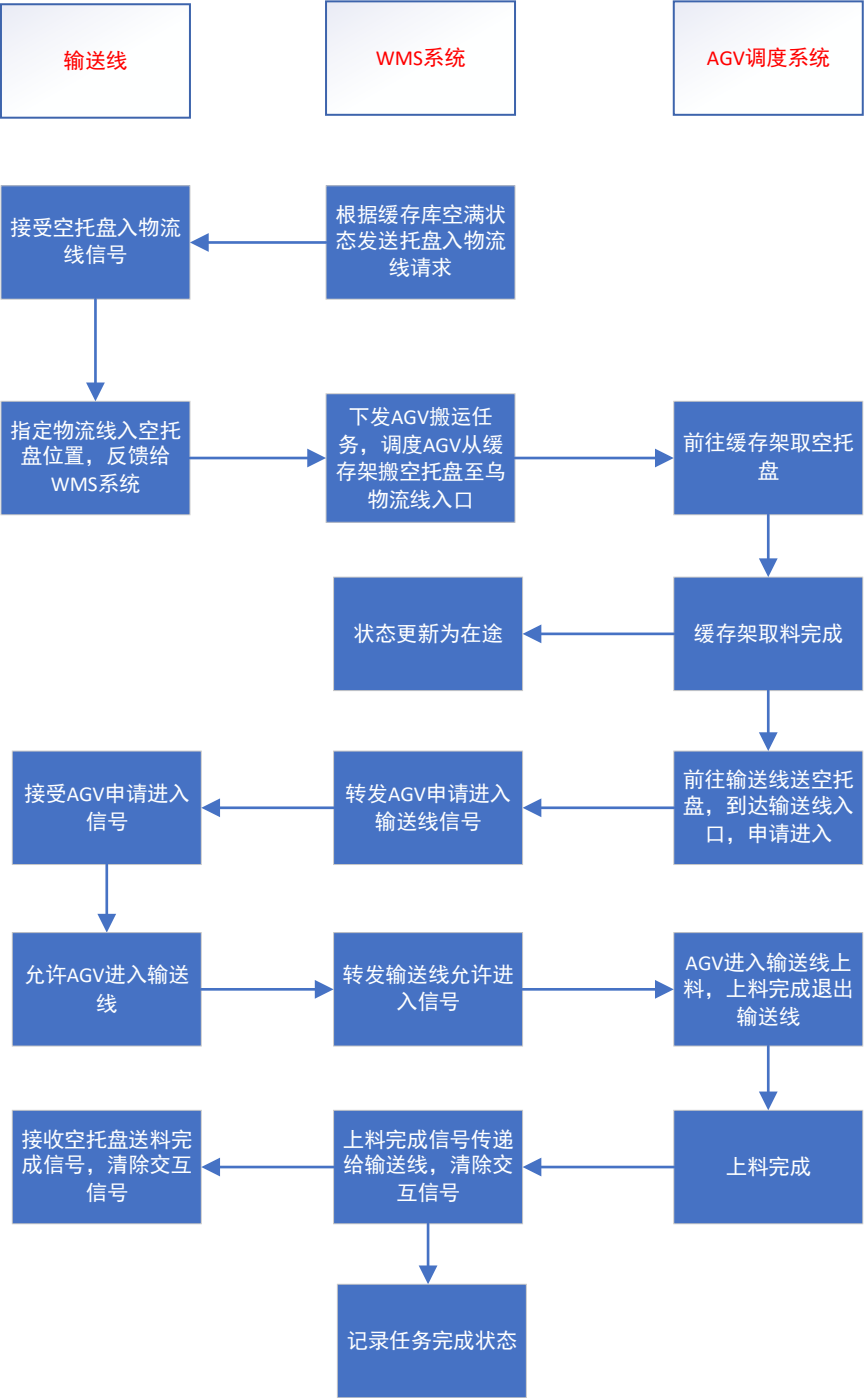 输送线
WMS系统
AGV调度系统
接受空托盘入物流
线信号
根据缓存库空满状
态发送托盘入物流
线请求
指定物流线入空托
盘位置，反馈给
WMS系统
下发AGV搬运任
务，调度AGV从缓
存架搬空托盘至乌
物流线入口
前往缓存架取空托
盘
状态更新为在途
缓存架取料完成
接受AGV申请进入
信号
转发AGV申请进入
输送线信号
前往输送线送空托
盘，到达输送线入
口，申请进入
允许AGV进入输送
线
转发输送线允许进
入信号
AGV进入输送线上
料，上料完成退出
输送线
接收空托盘送料完
成信号，清除交互
信号
上料完成信号传递
给输送线，清除交
互信号
上料完成
记录任务完成状态